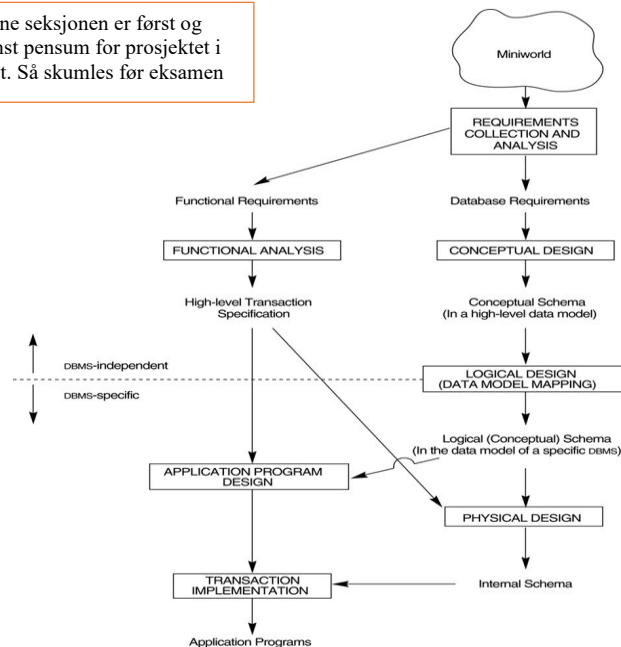 ne seksjonen er først og
nst pensum for prosjektet i
t. Så skumles før eksamen
Miniworld
REQUIREMENTS
COLLECTION AND
ANALYSIS
Functional Requirements
Database Requirements
FUNCTIONAL ANALYSIS
CONCEPTUAL DESIGN
High-level Transaction
Specification
Conceptual Schema
(In a high-level data model)
DBMS-independent
DBMS-specific
LOGICAL DESIGN
(DATA MODEL MAPPING)
Logical (Conceptual) Schema
(In the data model of a specific DBMS)
APPLICATION PROGRAM
DESIGN
PHYSICAL DESIGN
TRANSACTION
IMPLEMENTATION
Internal Schema
Application Programs